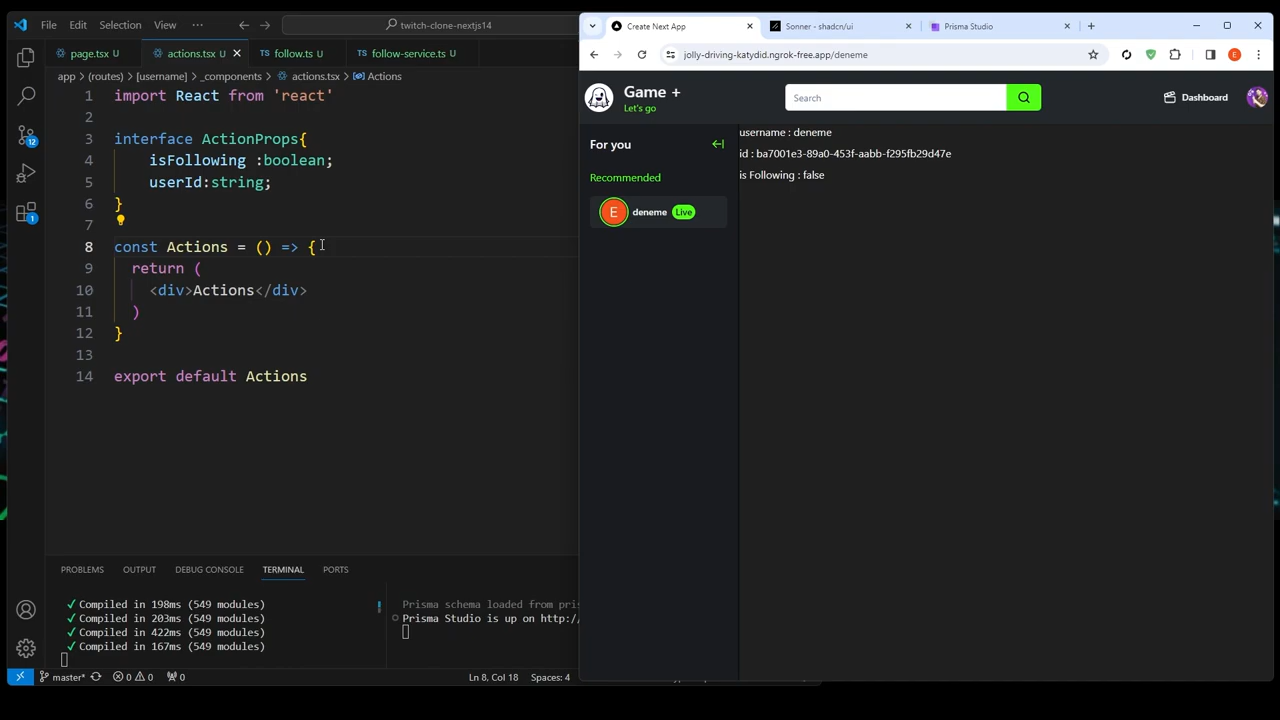 File Edit Selection View ··· twitch-clone-nextjs14
page.tsx U actions.tsx U follow.ts U follow-service.ts U
app > (routes) > [username] > _components > actions.tsx > Actions
1 import React from 'react'
2
3 interface ActionProps{
4 isFollowing :boolean;
5 userId:string;
6 }
7
8 const Actions = () => {
9 return (
10 <div>Actions</div>
11 )
12 }
13
14 export default Actions
12
1
PROBLEMS OUTPUT DEBUG CONSOLE TERMINAL PORTS
✓ Compiled in 198ms (549 modules)
✓ Compiled in 203ms (549 modules)
✓ Compiled in 422ms (549 modules)
✓ Compiled in 167ms (549 modules)
Prisma schema loaded from pris
Prisma Studio is up on http:/
master* 0 0 0 Ln 8, Col 18 Spaces: 4
Create Next App Sonner - shadcn/ui Prisma Studio
jolly-driving-katydid.ngrok-free.app/deneme
E
Game +
Let's go
Search
Dashboard
For you
Recommended
E deneme Live
username : deneme
id : ba7001e3-89a0-453f-aabb-f295fb29d47e
is Following : false